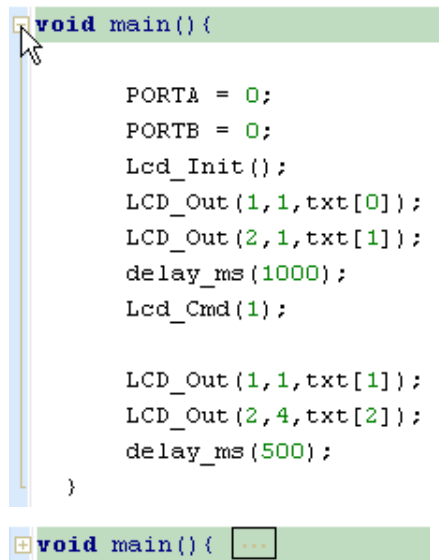 void main(){
PORTA = 0;
PORTB = 0;
Lcd_Init();
LCD_Out(1,1,txt[0]);
LCD_Out(2,1,txt[1]);
delay_ms(1000);
Lcd_Cmd(1);
LCD_Out(1,1,txt[1]);
LCD_Out(2,4,txt[2]);
delay_ms(500);
}
void main(){ ...